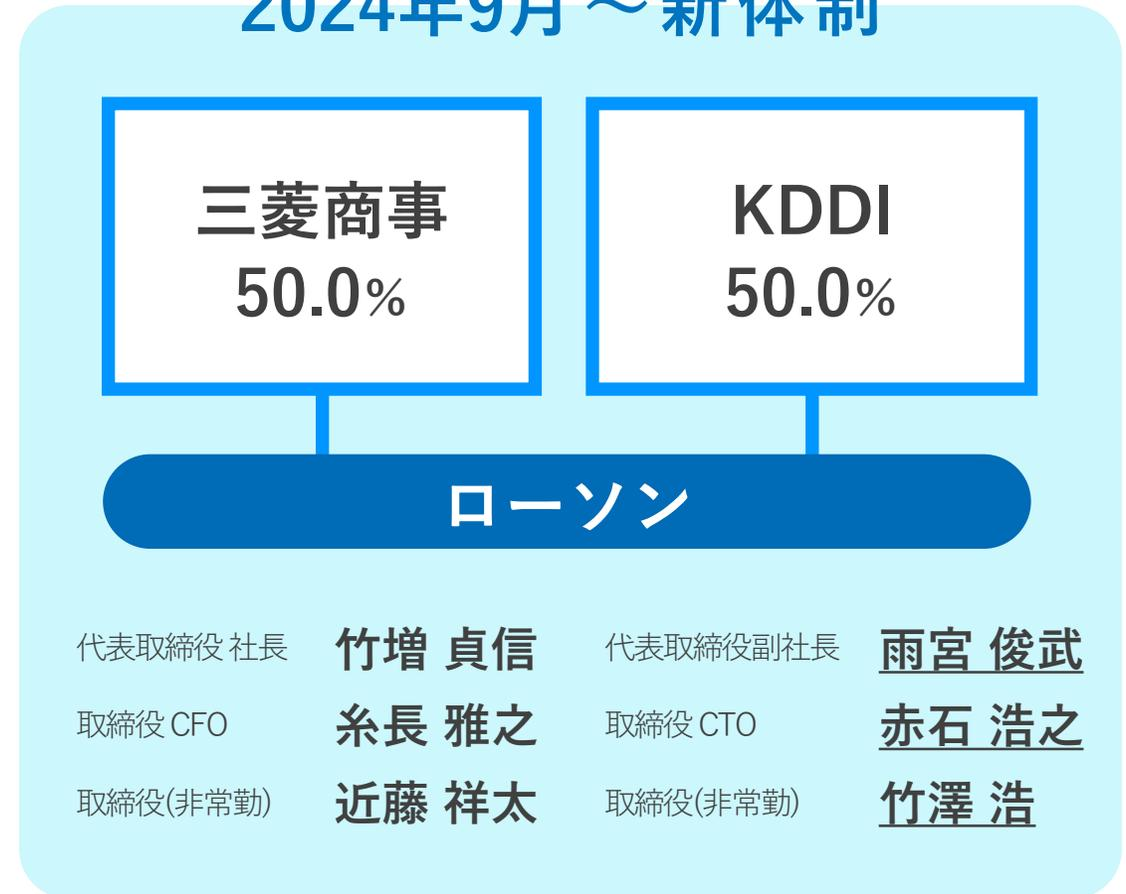 2024年9月～新体制
三菱商事
50.0%
KDDI
50.0%
ローソン
代表取締役 社長 竹増 貞信 代表取締役副社長 雨宮 俊武
取締役 CFO 糸長 雅之 取締役 CTO 赤石 浩之
取締役(非常勤) 近藤 祥太 取締役(非常勤) 竹澤 浩